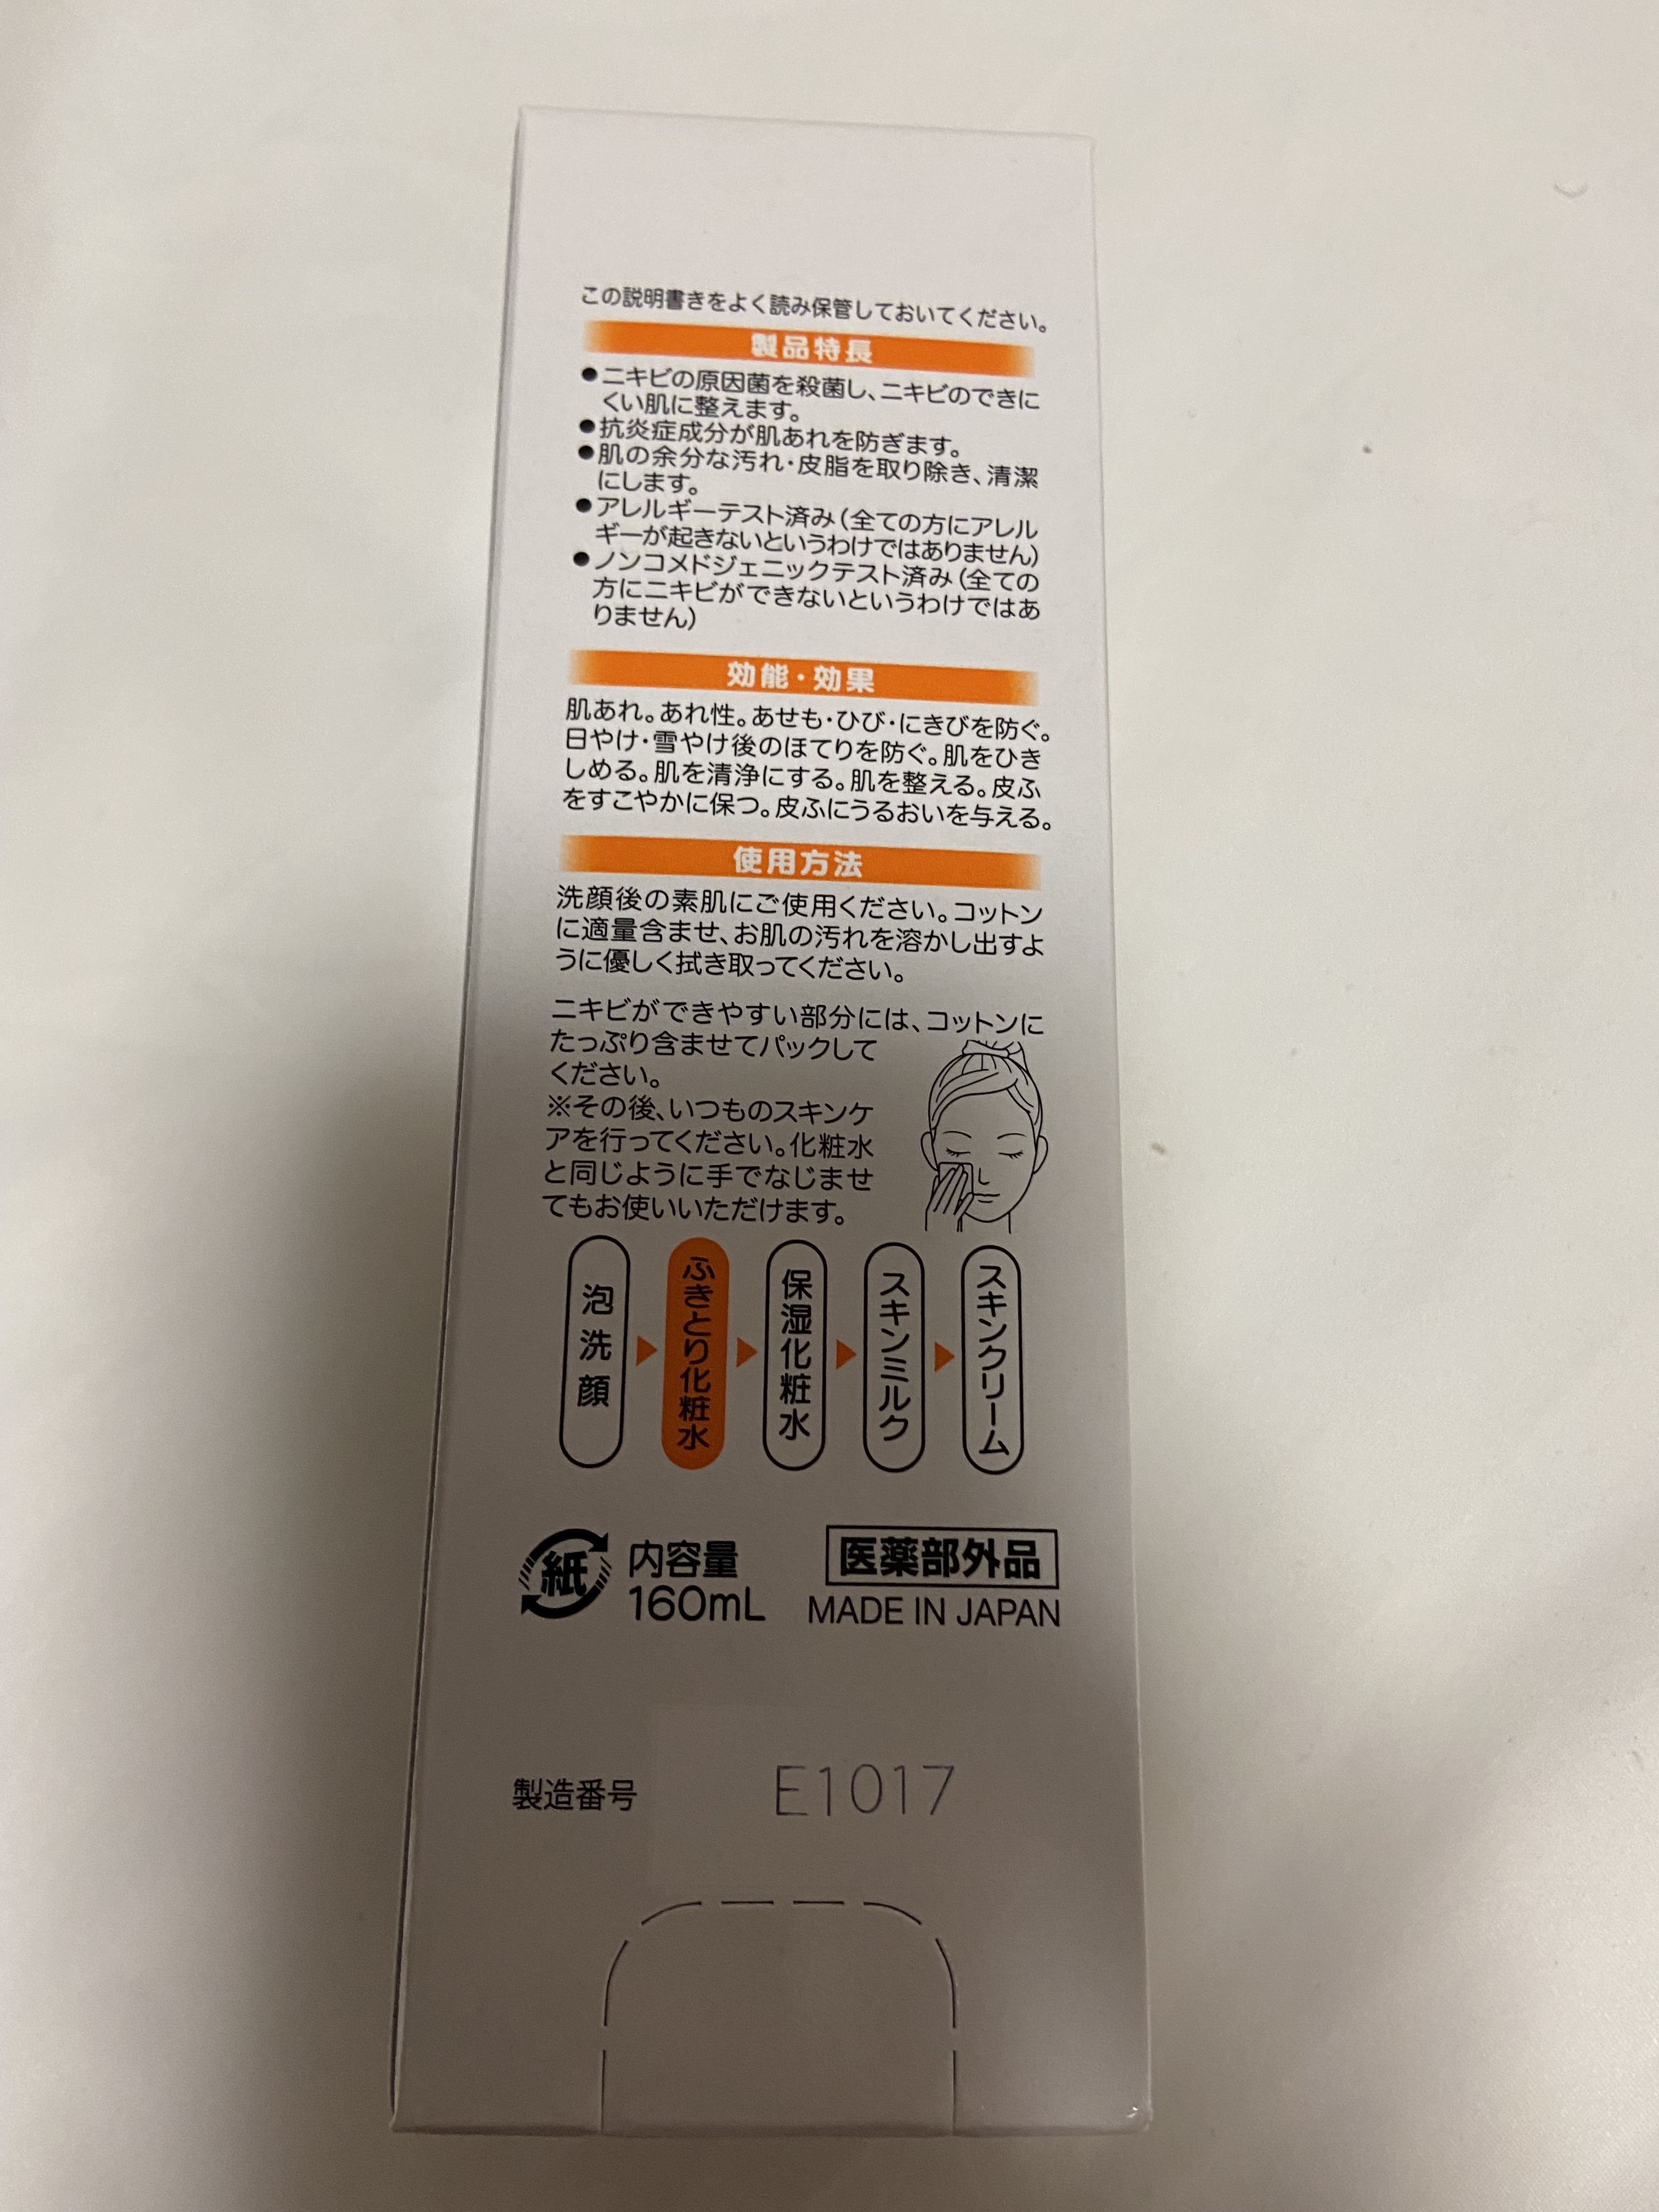 この説明書きをよく読み保管しておいてください。
製品特長
●ニキビの原因菌を殺菌し、ニキビのできに
くい肌に整えます。
●抗炎症成分が肌あれを防ぎます。
●肌の余分な汚れ・皮脂を取り除き、清潔
にします。
●アレルギーテスト済み（全ての方にアレル
ギーが起きないというわけではありません）
●ノンコメドジェニックテスト済み（全ての
方にニキビができないというわけではあ
りません）
効能・効果
肌あれ。あれ性。あせも・ひび・にきびを防ぐ。
日やけ・雪やけ後のほてりを防ぐ。肌をひき
しめる。肌を清浄にする。肌を整える。皮ふ
をすこやかに保つ。皮ふにうるおいを与える。
使用方法
洗顔後の素肌にご使用ください。コットン
に適量含ませ、お肌の汚れを溶かし出すよ
うに優しく拭き取ってください。
ニキビができやすい部分には、コットンに
たっぷり含ませてパックして
ください。
※その後、いつものスキンケ
アを行ってください。化粧水
と同じように手でなじませ
てもお使いいただけます。
泡洗顔
ふきとり化粧水
保湿化粧水
スキンミルク
スキンクリーム
紙
内容量
160mL
医薬部外品
MADE IN JAPAN
製造番号 E1017